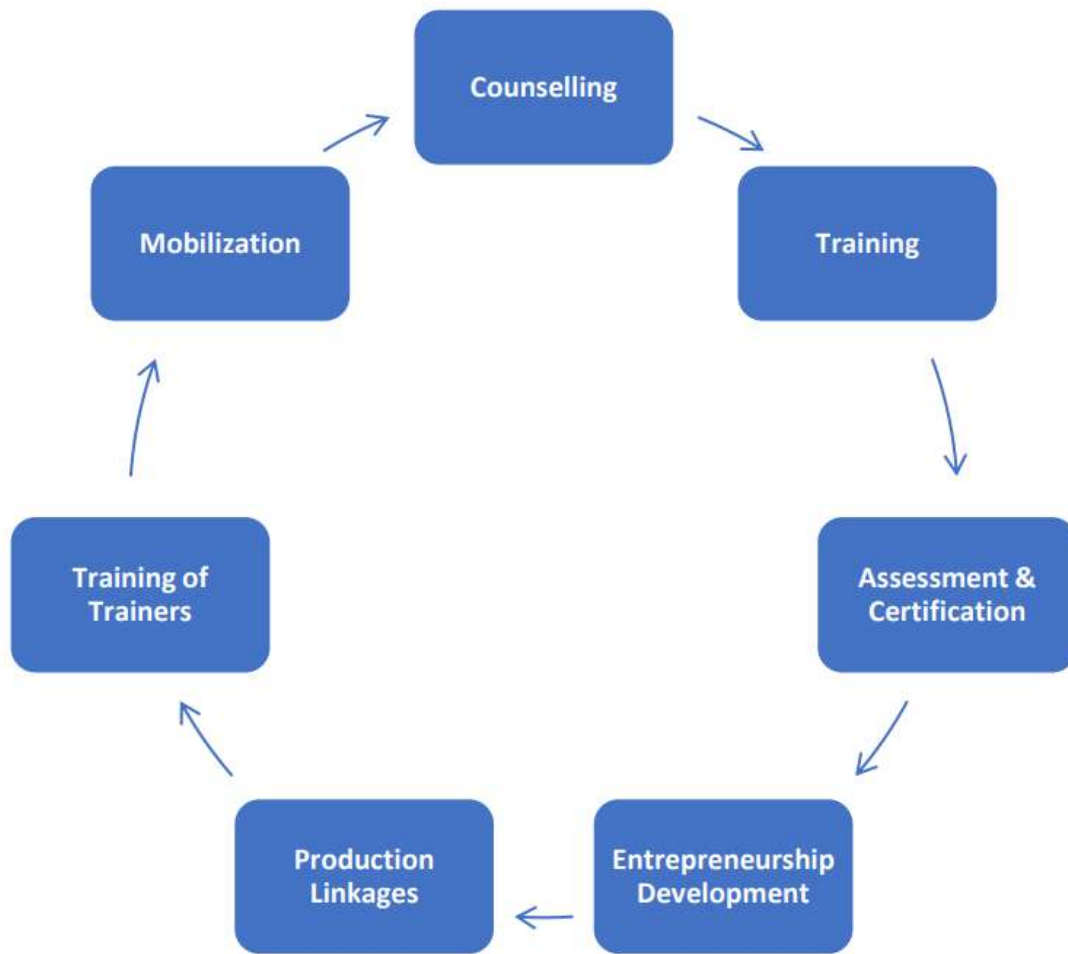 Counselling
Training
Assessment &
Certification
Entrepreneurship
Development
Production
Linkages
Training of
Trainers
Mobilization